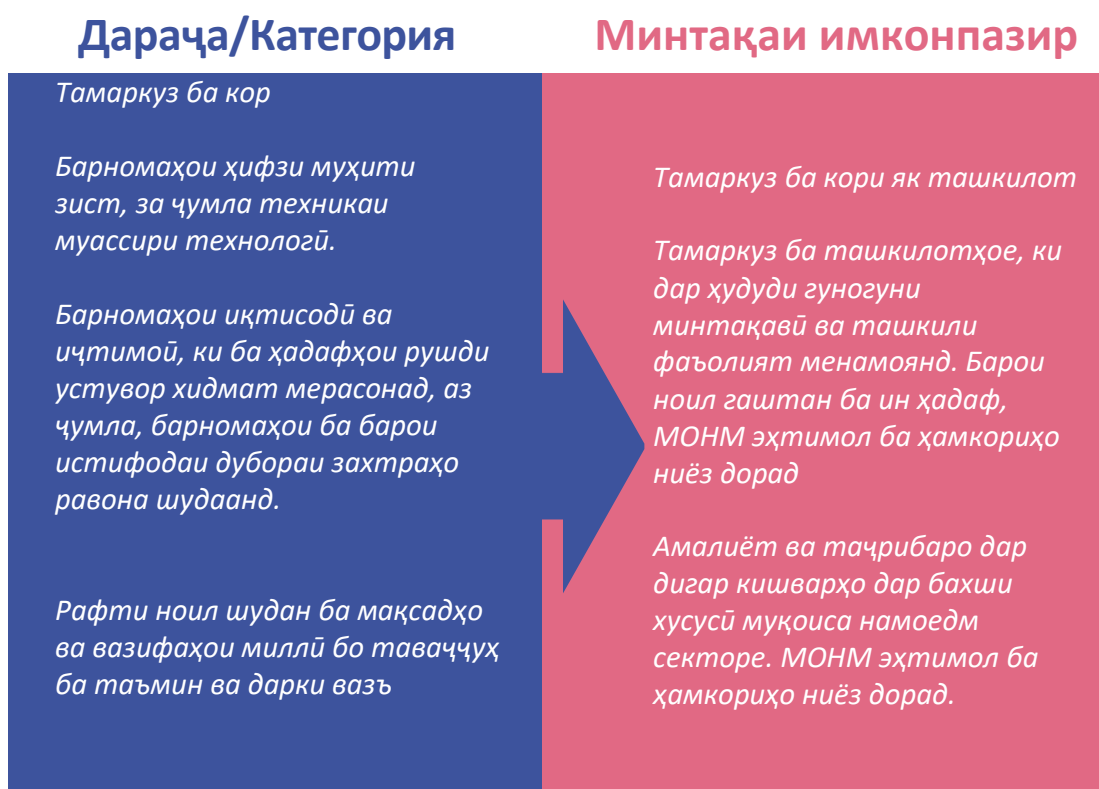 Дараҷа/Категория
Тамаркуз ба кор
Барномаҳои ҳифзи муҳити
зист, за ҷумла техникаи
муассири технологӣ.
Барномаҳои иқтисодӣ ва
иҷтимоӣ, ки ба ҳадафҳои рушди
устувор хидмат мерасонад, аз
ҷумла, барномаҳои ба барои
истифодаи дубораи захтраҳо
равона шудаанд.
Рафти ноил шудан ба мақсадҳо
ва вазифаҳои миллӣ бо таваҷҷуҳ
ба таъмин ва дарки вазъ
Минтақаи имконпазир
Тамаркуз ба кори як ташкилот
Тамаркуз ба ташкилотҳое, ки
дар ҳудуди гуногуни
минтақавӣ ва ташкили
фаъолият менамоянд. Барои
ноил гаштан ба ин ҳадаф,
МОНМ эҳтимол ба ҳамкориҳо
ниёз дорад
Амалиёт ва таҷрибаро дар
дигар кишварҳо дар бахши
хусусӣ муқоиса намоедм
секторе. МОНМ эҳтимол ба
ҳамкориҳо ниёз дорад.